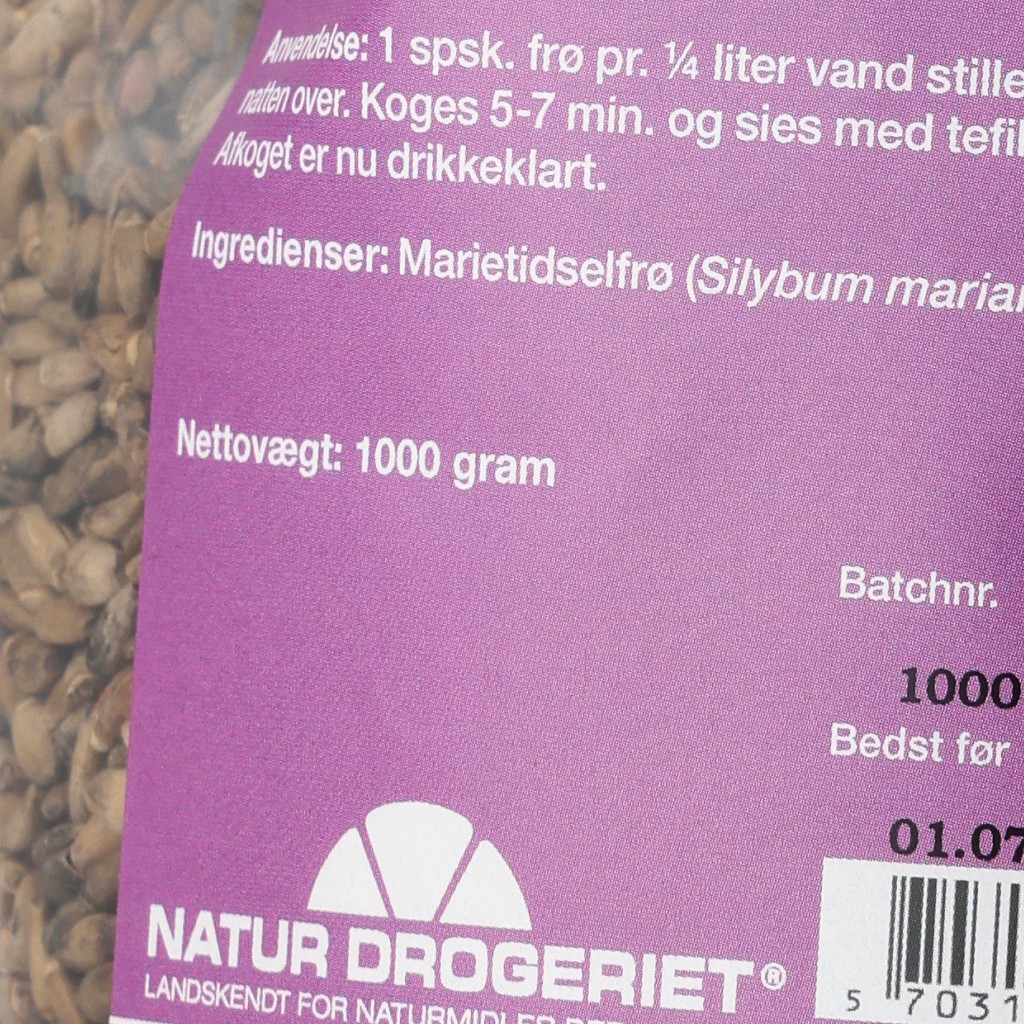 Anvendelse: 1 spsk. frø pr. ¼ liter vand stille
natten over. Koges 5-7 min. og sies med tefil
Afkoget er nu drikkeklart.
Ingredienser: Marietidselfrø (Silybum marian
Nettovægt: 1000 gram
Batchnr.
1000
Bedst før
01.07
NATUR DROGERIET®
LANDSKENDT FOR NATURMIDLER
5 7031